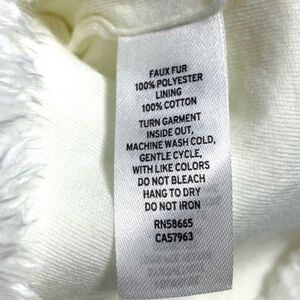 FAUX FUR
100% POLYESTER
LINING
100% COTTON
TURN GARMENT
INSIDE OUT,
MACHINE WASH COLD,
GENTLE CYCLE,
WITH LIKE COLORS
DO NOT BLEACH
HANG TO DRY
DO NOT IRON
RN58665
CA57963